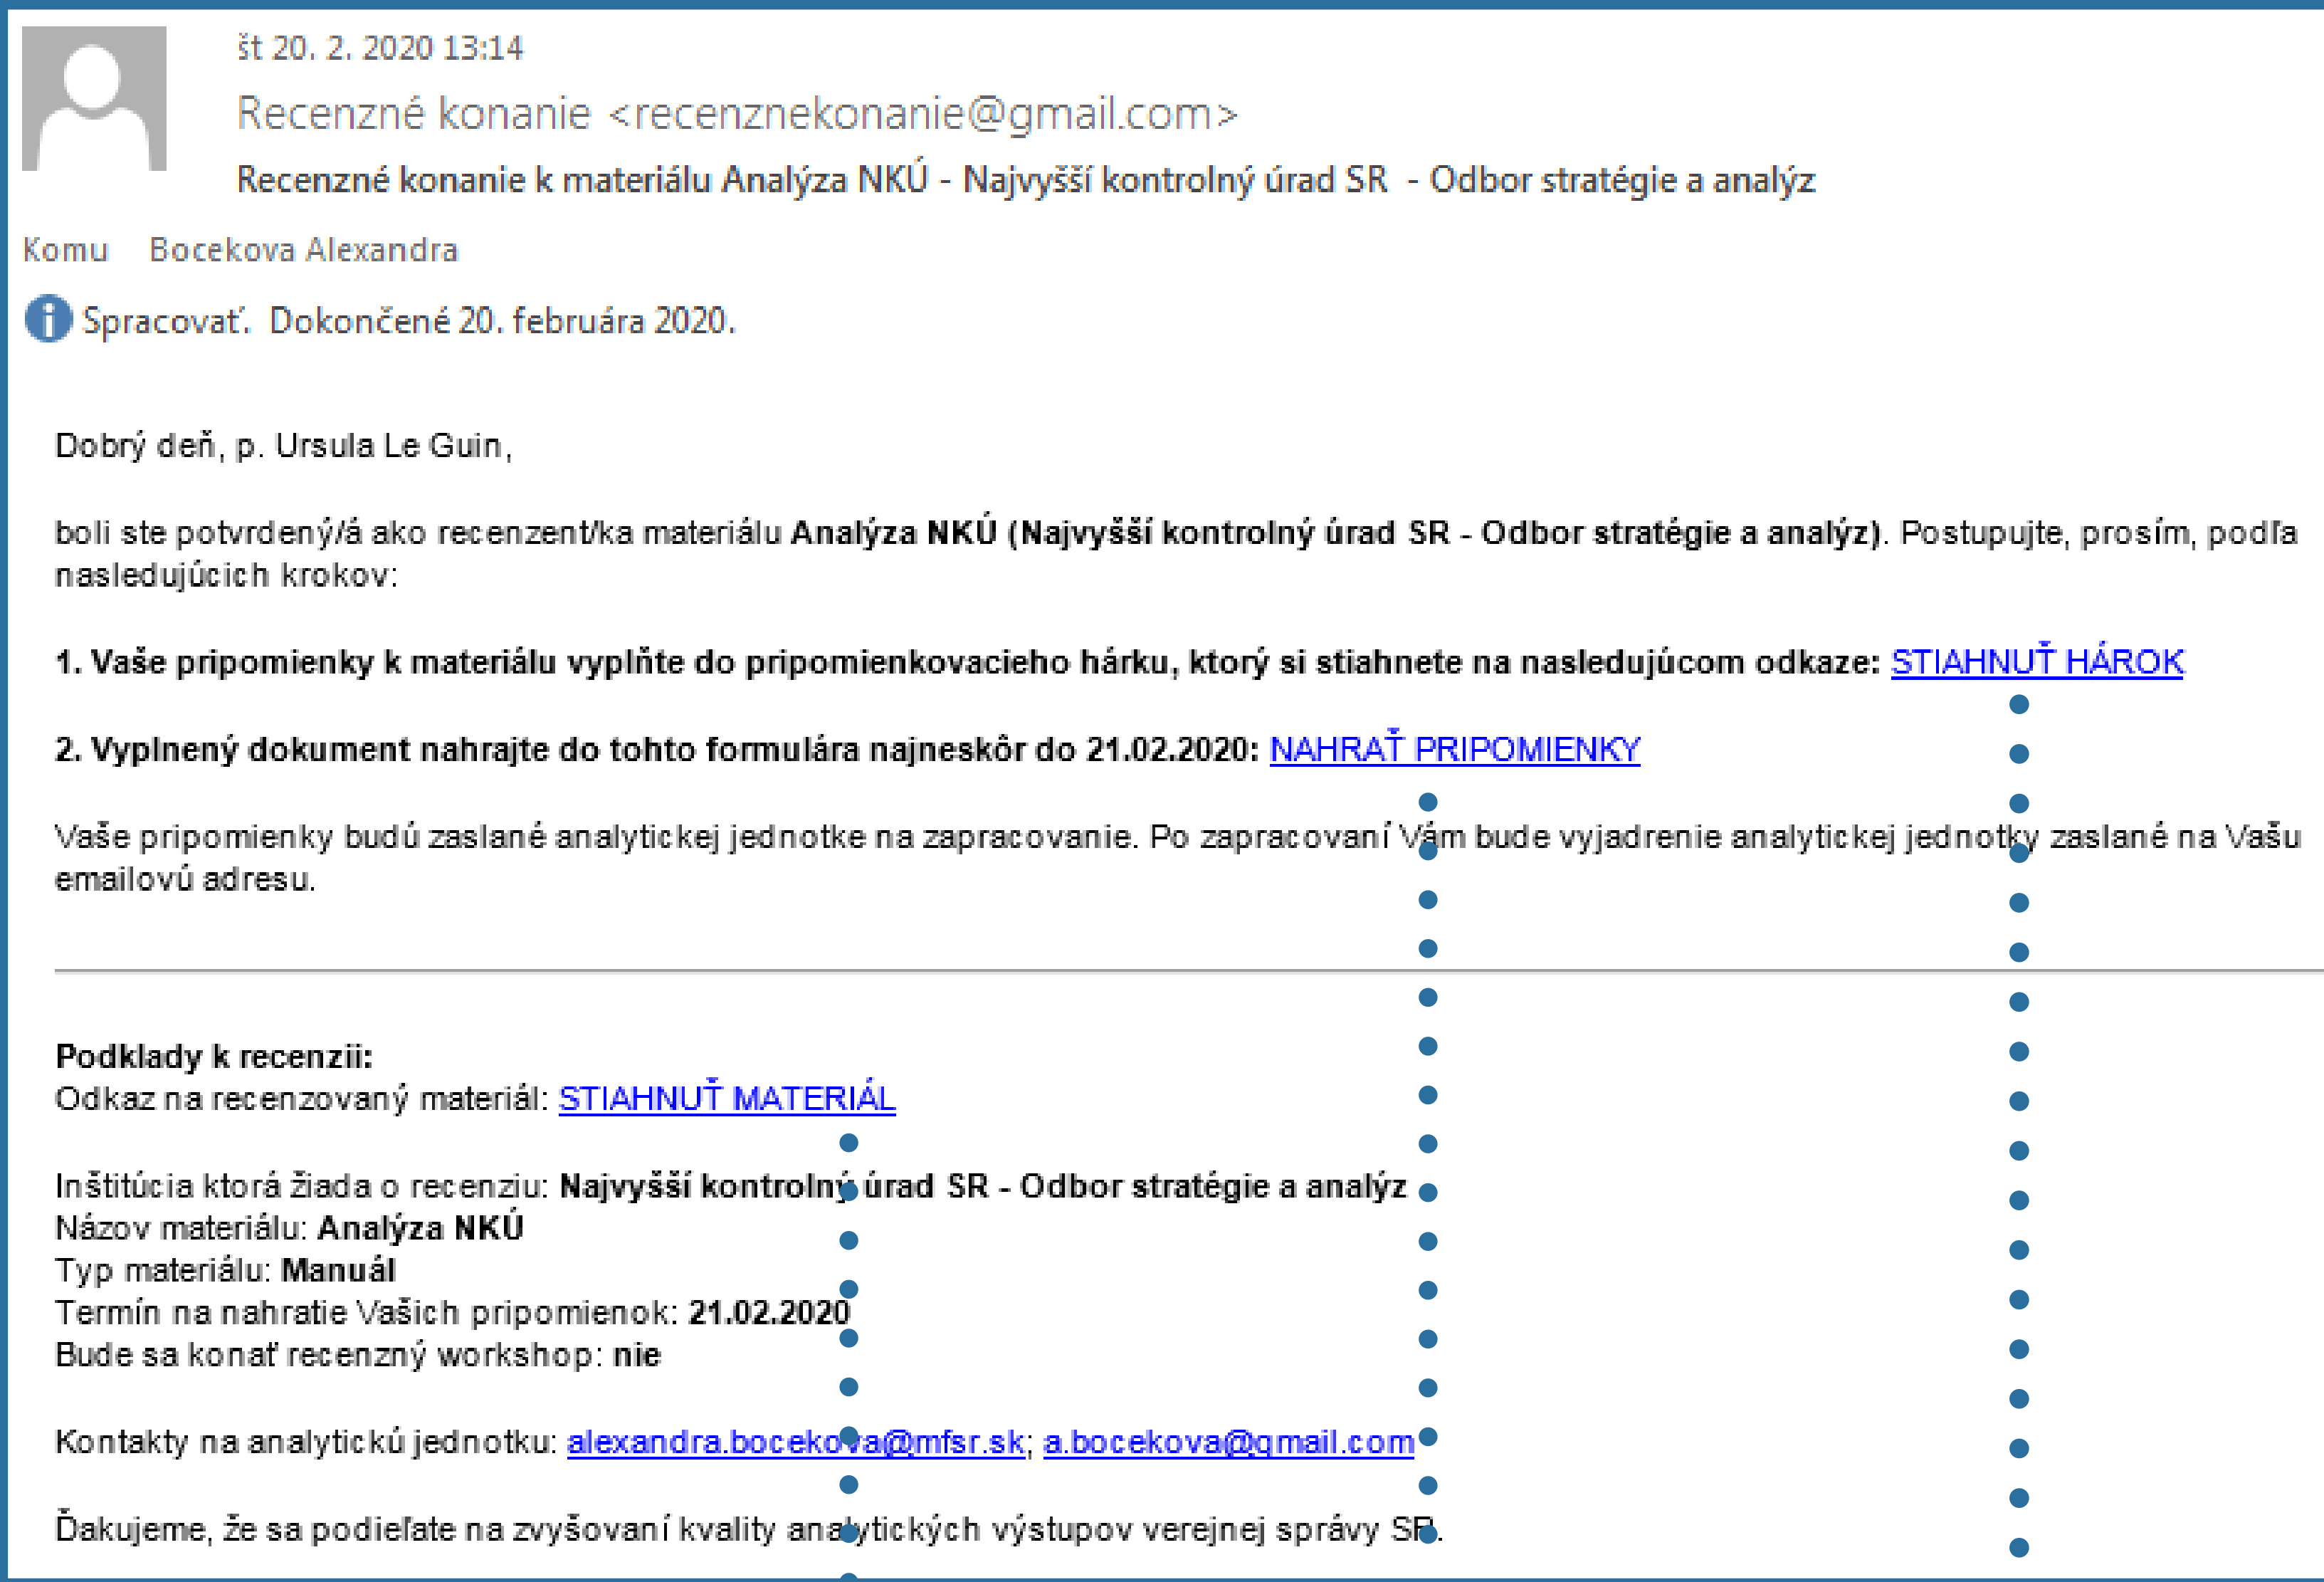 št 20. 2. 2020 13:14
Recenzné konanie <recenznekonanie@gmail.com>
Recenzné konanie k materiálu Analýza NKÚ - Najvyšší kontrolný úrad SR - Odbor stratégie a analýz
Komu Bocekova Alexandra
Spracovať. Dokončené 20. februára 2020.
Dobrý deň, p. Ursula Le Guin,
boli ste potvrdený/á ako recenzent/ka materiálu Analýza NKÚ (Najvyšší kontrolný úrad SR - Odbor stratégie a analýz). Postupujte, prosím, podľa
nasledujúcich krokov:
1. Vaše pripomienky k materiálu vyplňte do pripomienkovacieho hárku, ktorý si stiahnete na nasledujúcom odkaze: STIAHNUŤ HÁROK
2. Vyplnený dokument nahrajte do tohto formulára najneskôr do 21.02.2020: NAHRAŤ PRIPOMIENKY
Vaše pripomienky budú zaslané analytickej jednotke na zapracovanie. Po zapracovaní Vám bude vyjadrenie analytickej jednotky zaslané na Vašu
emailovú adresu.
Podklady k recenzii:
Odkaz na recenzovaný materiál: STIAHNUŤ MATERIÁL
Inštitúcia ktorá žiada o recenziu: Najvyšší kontrolný úrad SR - Odbor stratégie a analýz
Názov materiálu: Analýza NKÚ
Typ materiálu: Manuál
Termín na nahratie Vašich pripomienok: 21.02.2020
Bude sa konať recenzný workshop: nie
Kontakty na analytickú jednotku: alexandra.bocekova@mfsr.sk; a.bocekova@gmail.com
Ďakujeme, že sa podieľate na zvyšovaní kvality analytických výstupov verejnej správy SR.